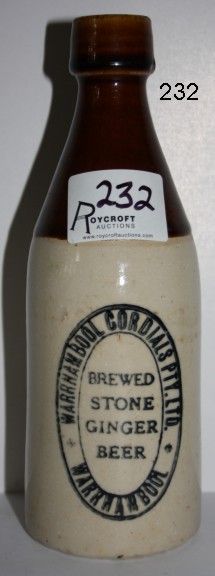 232
232
ROYCROFT
AUCTIONS
www.roycroftauctions.com
WARRNAMBOOL CORDIALS PTY. LTD.
BREWED
STONE
GINGER
BEER
WARRNAMBOOL